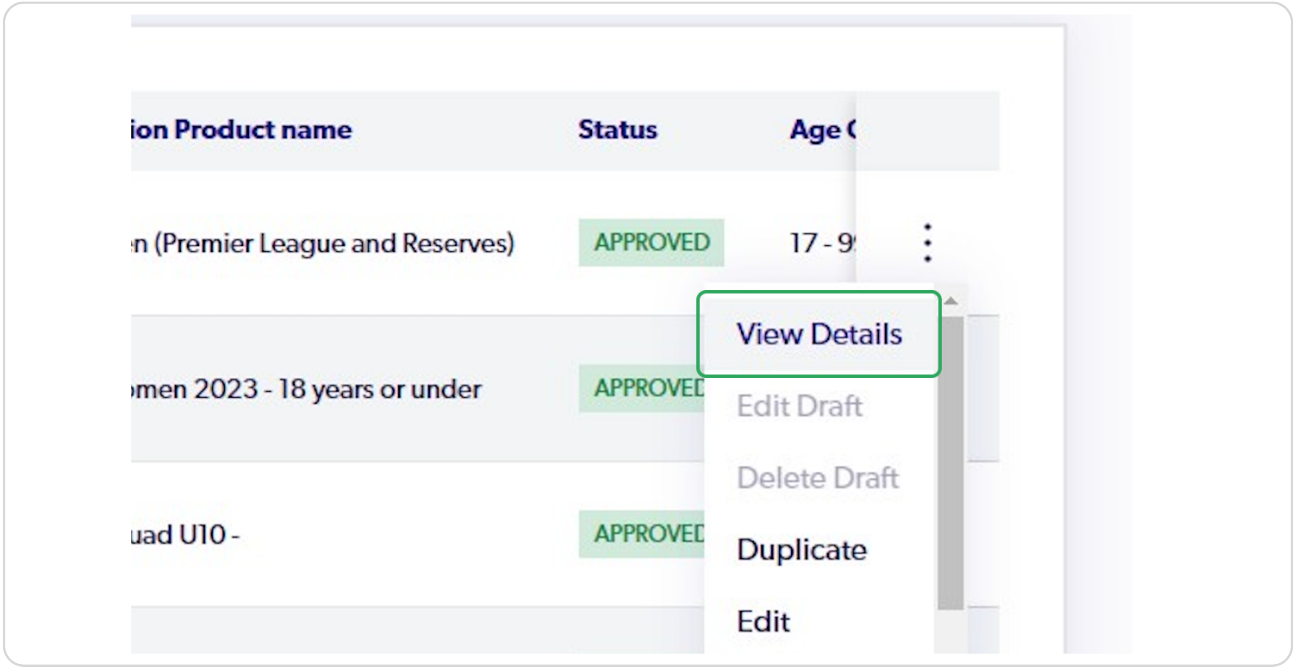 ion Product name Status Age
en (Premier League and Reserves) APPROVED 17 - 9
View Details
omen 2023 - 18 years or under APPROVED
Edit Draft
Delete Draft
uad U10 - APPROVED
Duplicate
Edit